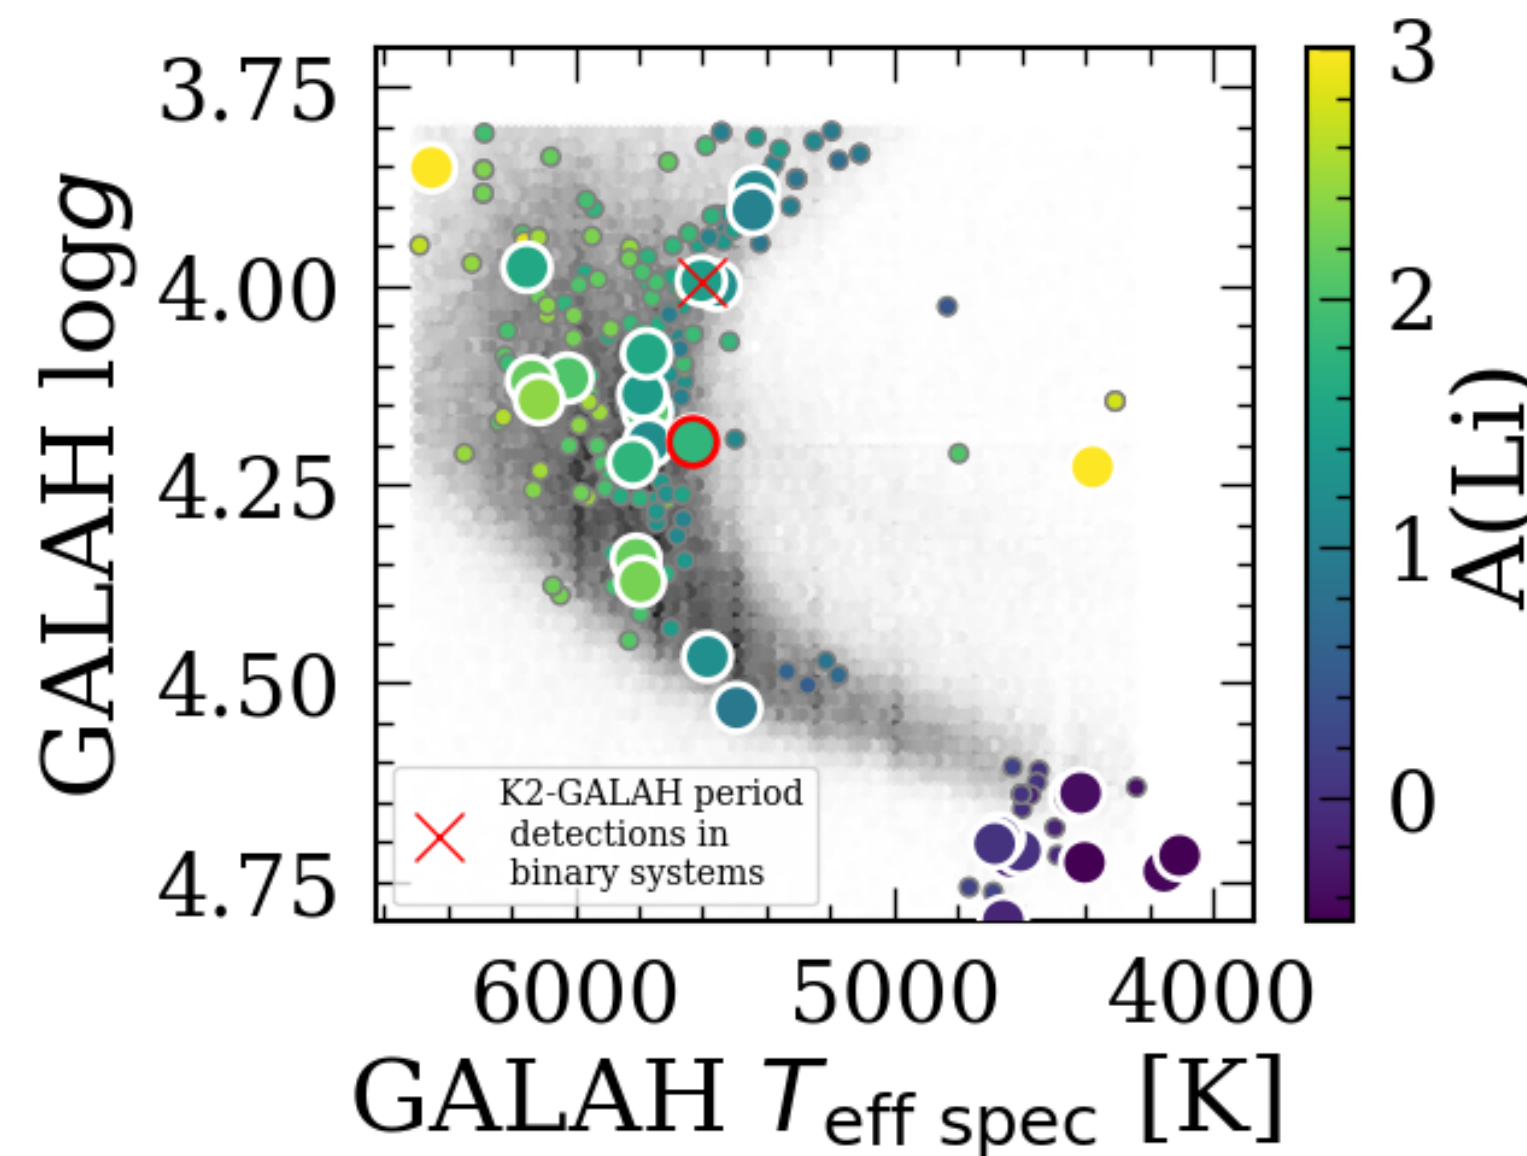 GALAH logg
3.75
4.00
4.25
4.50
4.75
K2-GALAH period
detections in
binary systems
6000 5000 4000
GALAH T eff spec [K]
3
2
1
0
A(Li)